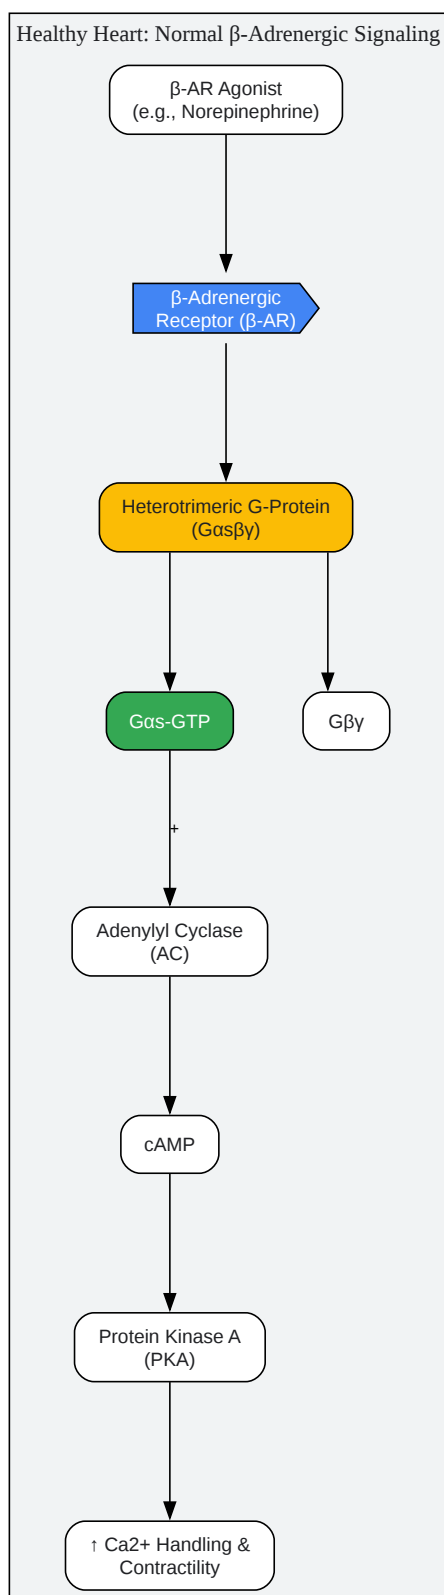 Healthy Heart: Normal β-Adrenergic Signaling
β-AR Agonist
(e.g., Norepinephrine)
β-Adrenergic
Receptor (β-AR)
Heterotrimeric G-Protein
(Gαsβγ)
Gαs-GTP
Gβγ
+
Adenylyl Cyclase
(AC)
cAMP
Protein Kinase A
(PKA)
↑ Ca2+ Handling &
Contractility